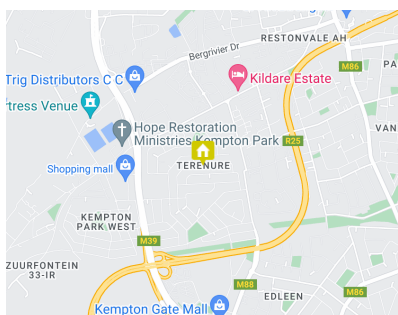 RESTONVALE AH
Bergrivier Dr
M86
PA
Trig Distributors C C
Kildare Estate
rtress Venue
Hope Restoration
Ministries Kempton Park
R25
VAN
Shopping mall
TERENURE
KEMPTON
PARK WEST
M39
ZUURFONTEIN
33-IR
M88
EDLEEN
M86
Kempton Gate Mall